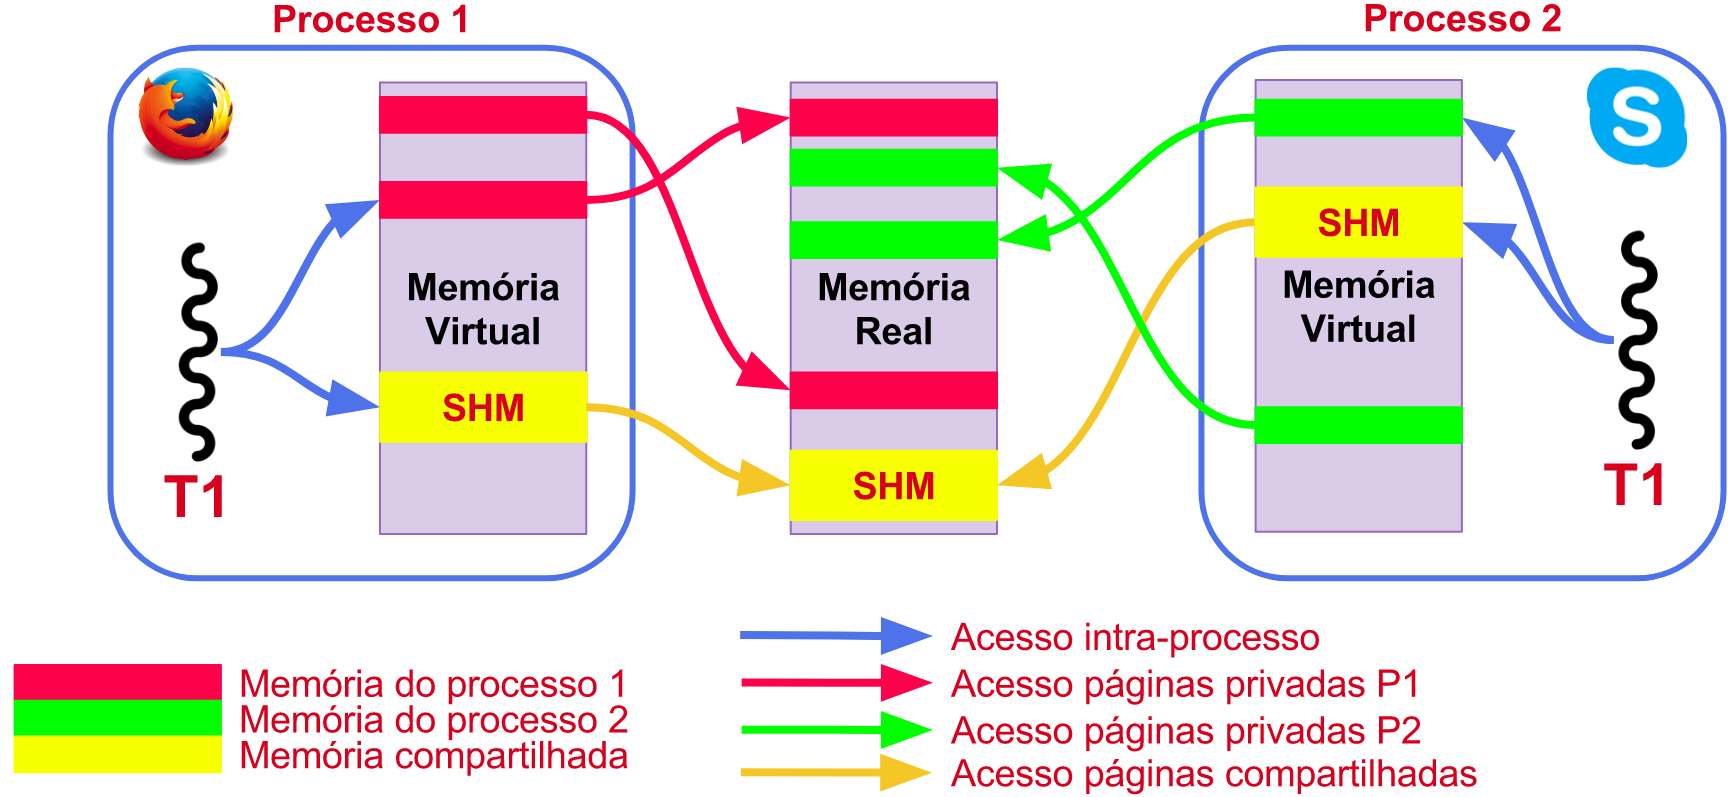 Processo 1
Processo 2
S
SHM
Memória
Virtual
Memória
Real
Memória
Virtual
SHM
SHM
T1
T1
Acesso intra-processo
Memória do processo 1
Acesso páginas privadas P1
Memória do processo 2
Acesso páginas privadas P2
Memória compartilhada
Acesso páginas compartilhadas